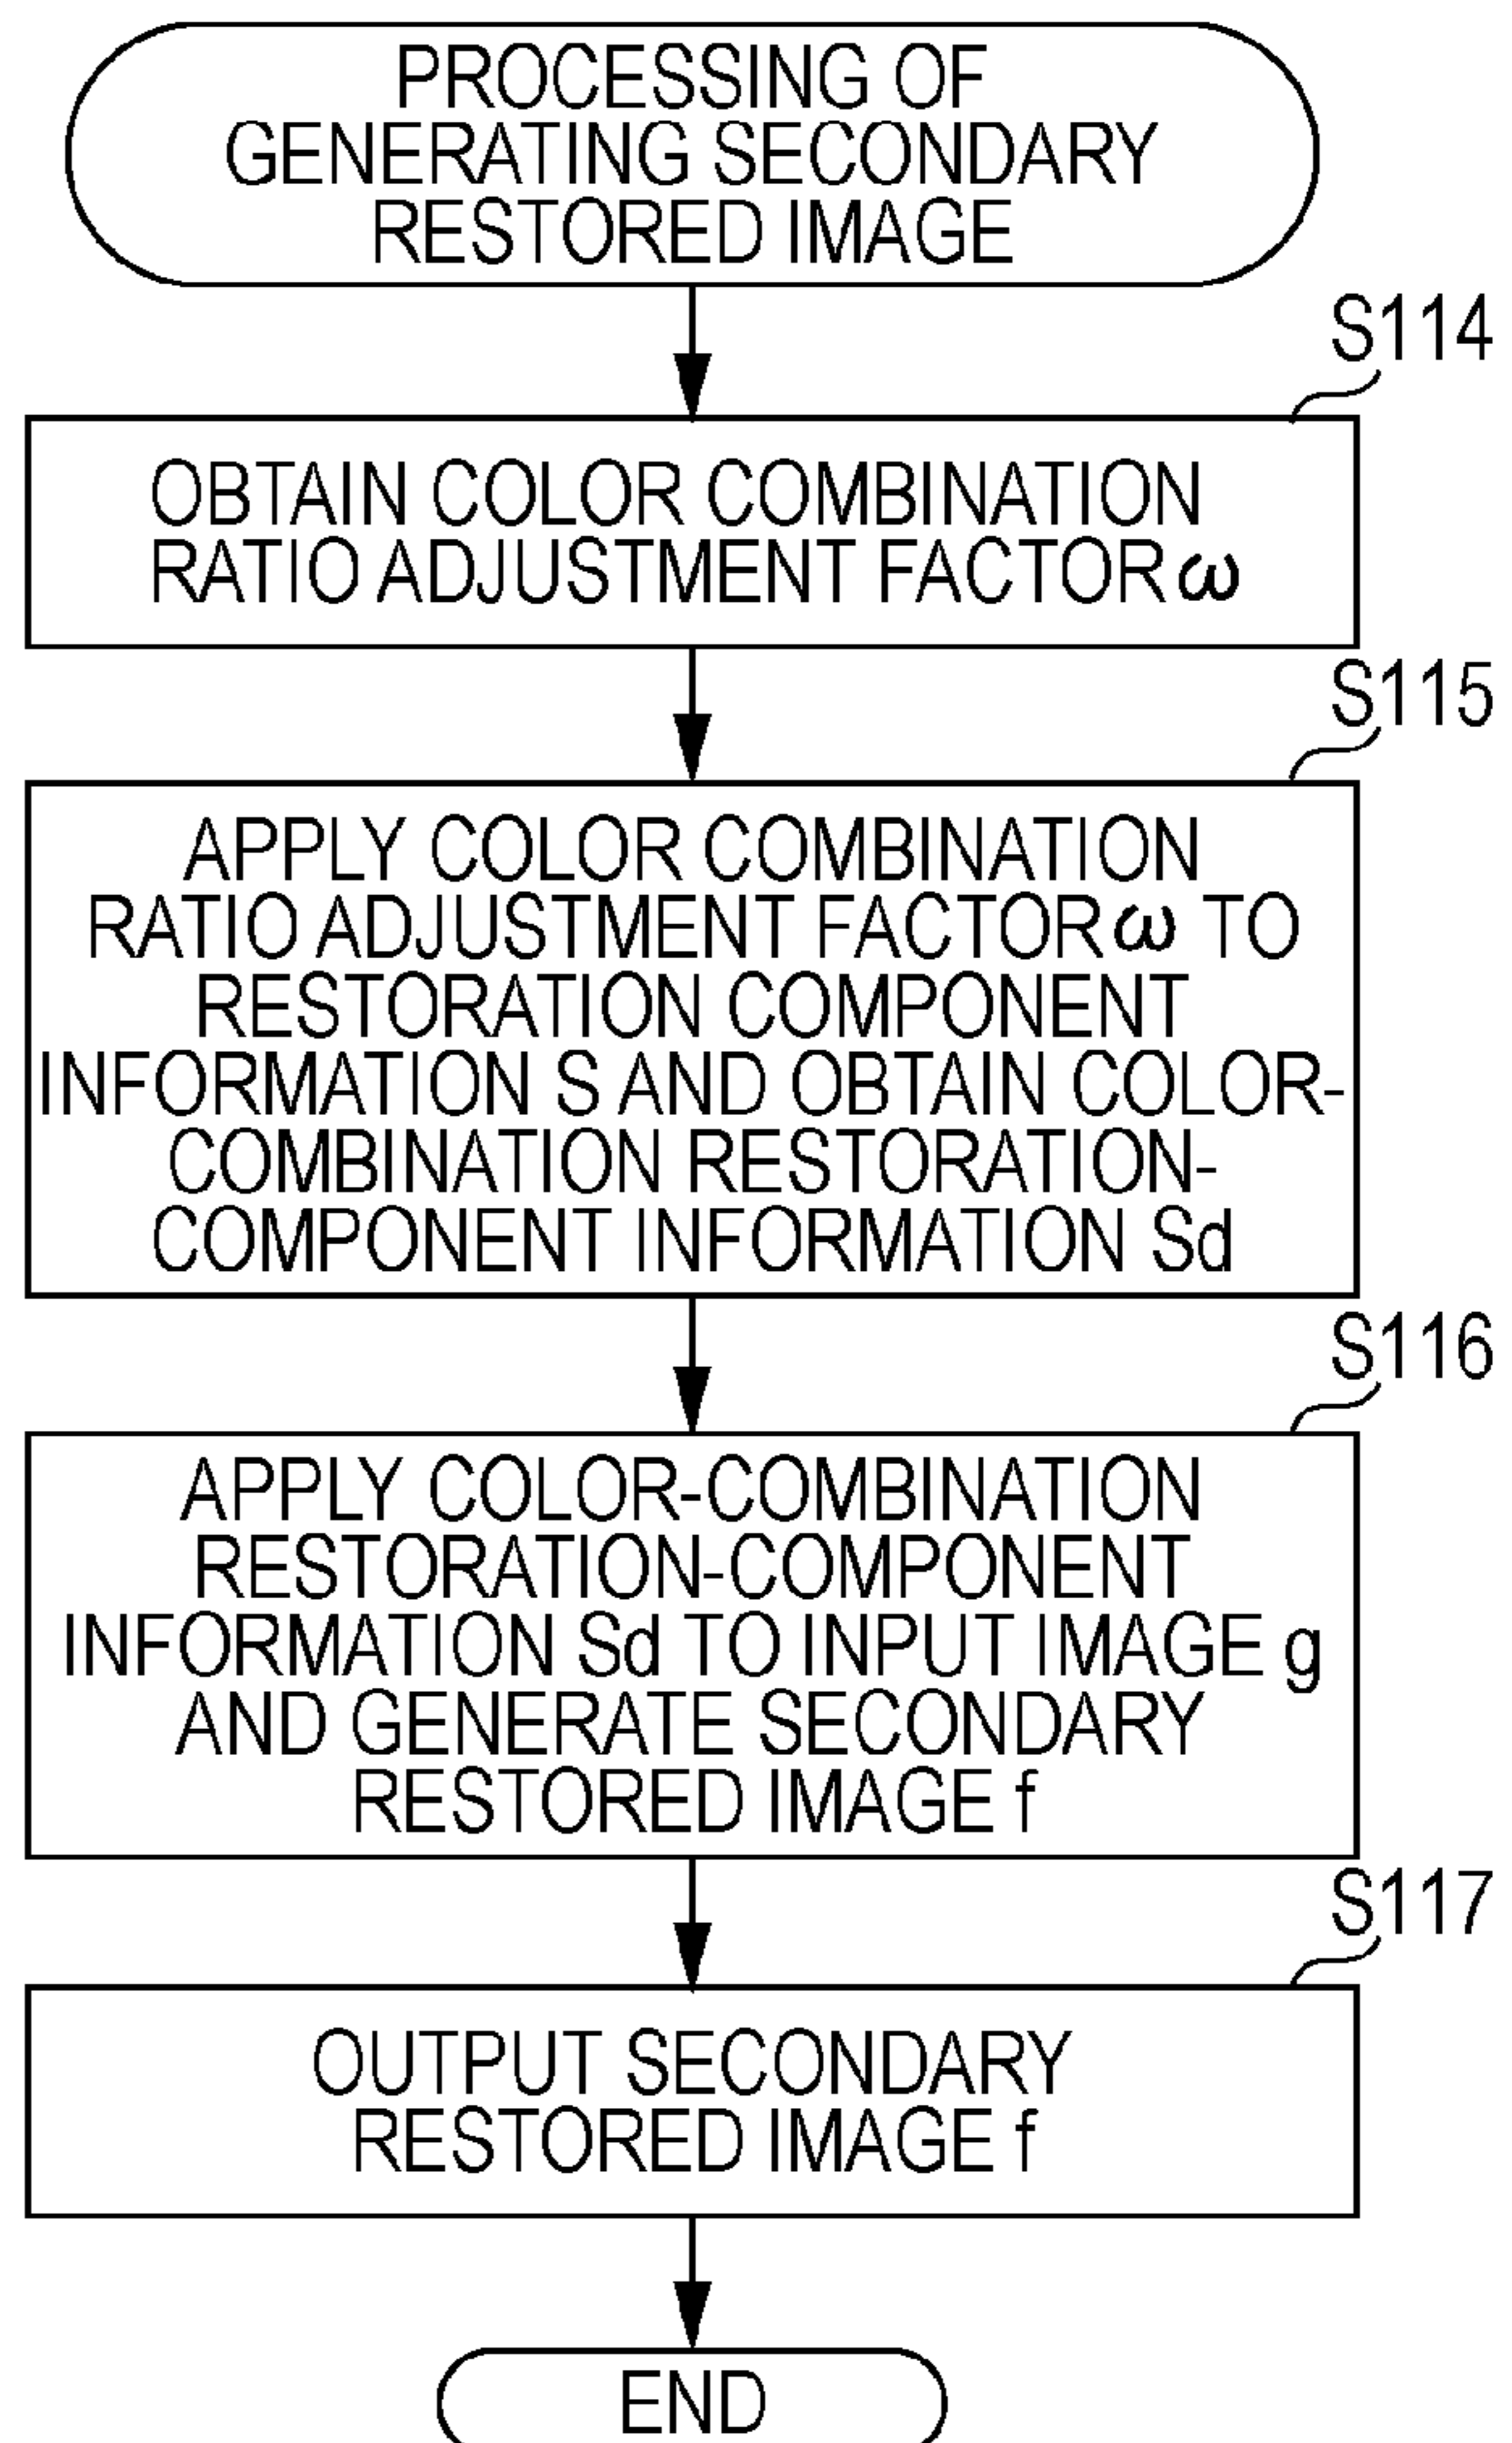 PROCESSING OF
GENERATING SECONDARY
RESTORED IMAGE
S114
OBTAIN COLOR COMBINATION
RATIO ADJUSTMENT FACTOR ω
S115
APPLY COLOR COMBINATION
RATIO ADJUSTMENT FACTOR ω TO
RESTORATION COMPONENT
INFORMATION S AND OBTAIN COLOR-
COMBINATION RESTORATION-
COMPONENT INFORMATION Sd
S116
APPLY COLOR-COMBINATION
RESTORATION-COMPONENT
INFORMATION Sd TO INPUT IMAGE g
AND GENERATE SECONDARY
RESTORED IMAGE f
S117
OUTPUT SECONDARY
RESTORED IMAGE f
END